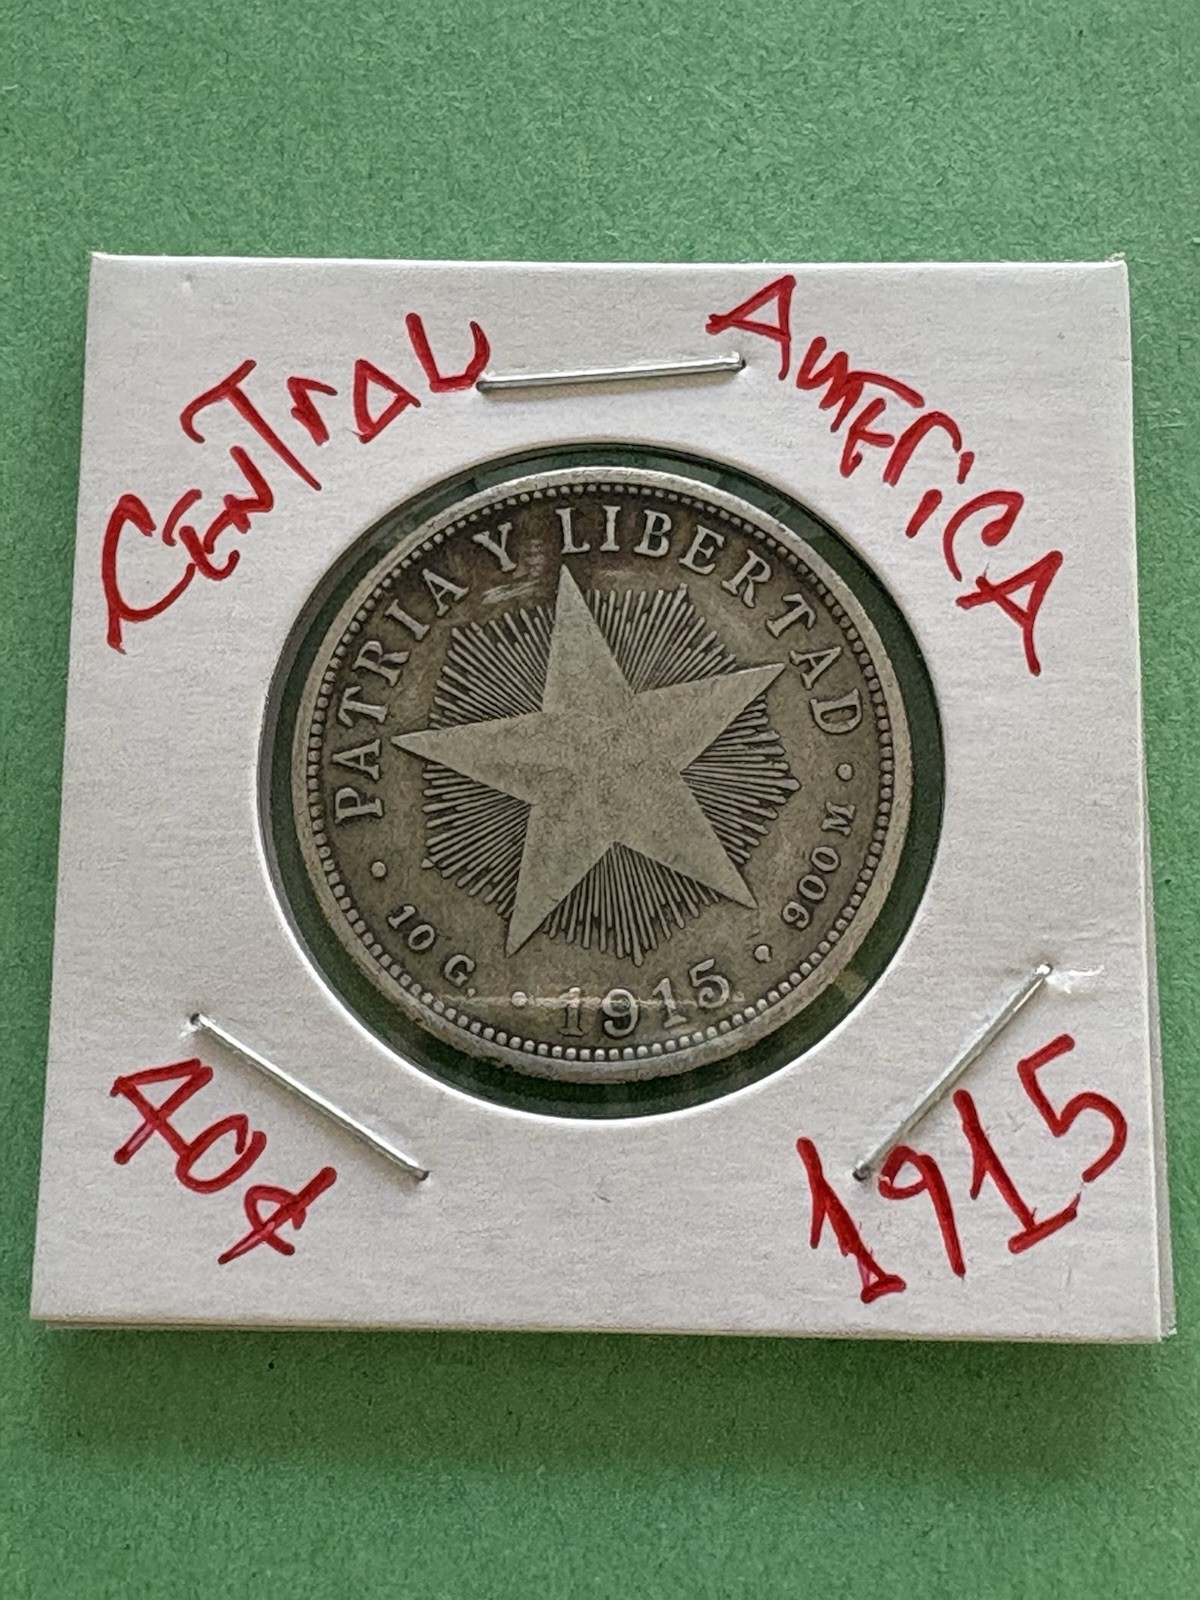 CENTRAL AMERICA
PATRIA Y LIBERTAD
10 G. • 1915 • 900 M
40¢
1915